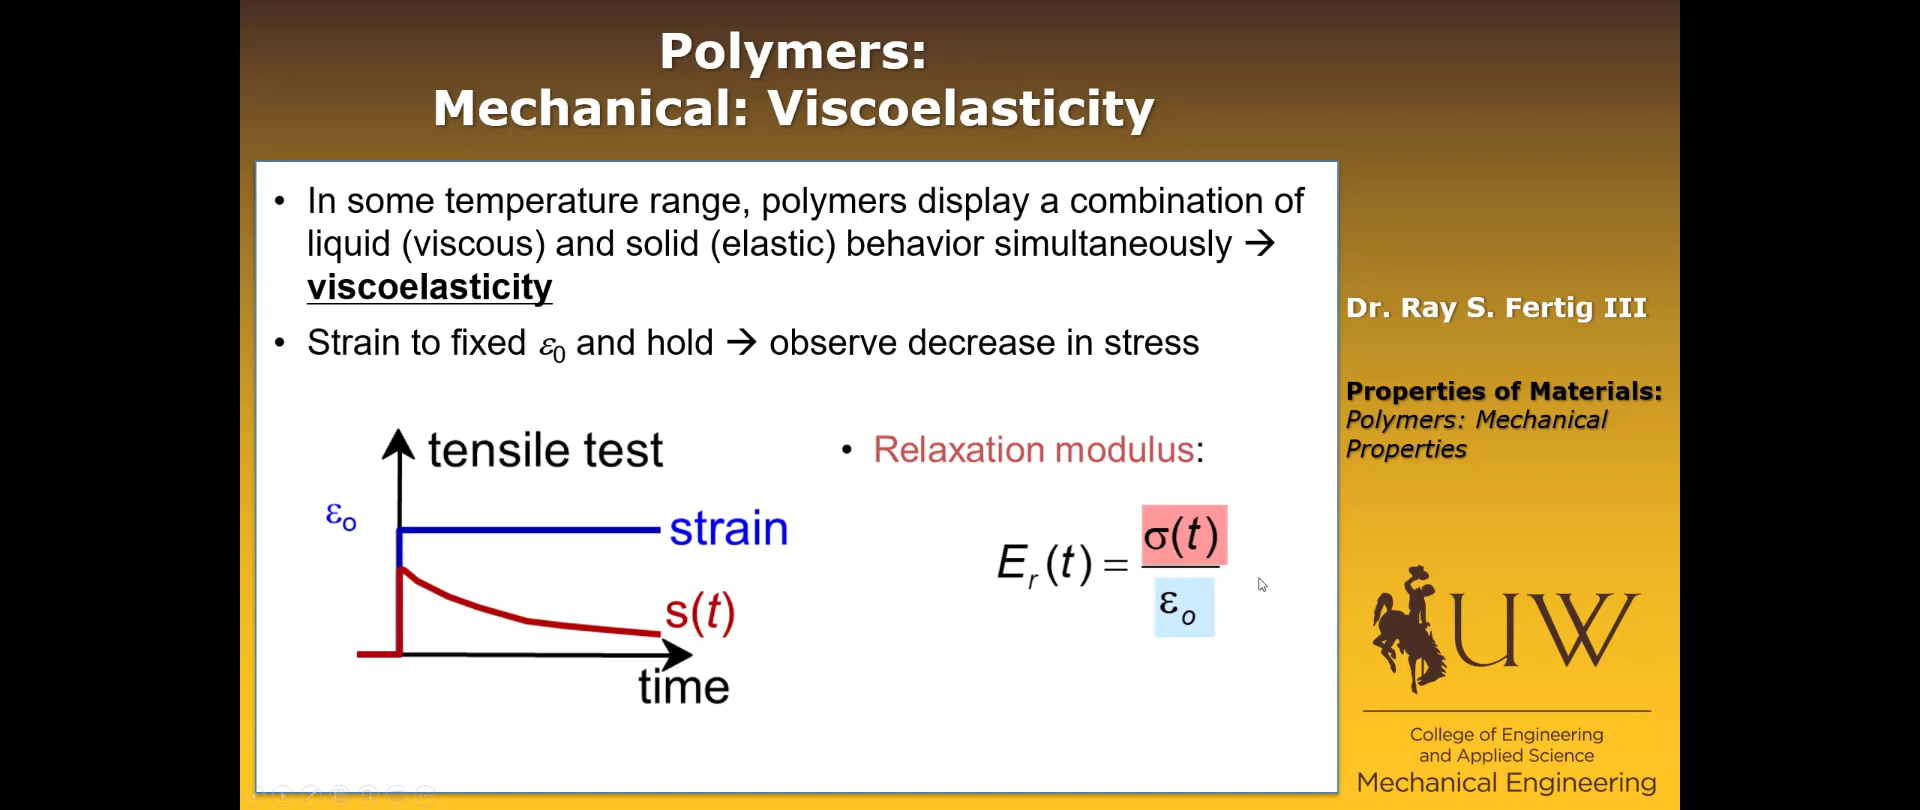 Polymers:
Mechanical: Viscoelasticity
• In some temperature range, polymers display a combination of
liquid (viscous) and solid (elastic) behavior simultaneously →
viscoelasticity
• Strain to fixed ε0 and hold → observe decrease in stress
tensile test
εo
strain
s(t)
time
• Relaxation modulus:
Er(t) = σ(t)
εo
Dr. Ray S. Fertig III
Properties of Materials:
Polymers: Mechanical
Properties
UW
College of Engineering
and Applied Science
Mechanical Engineering